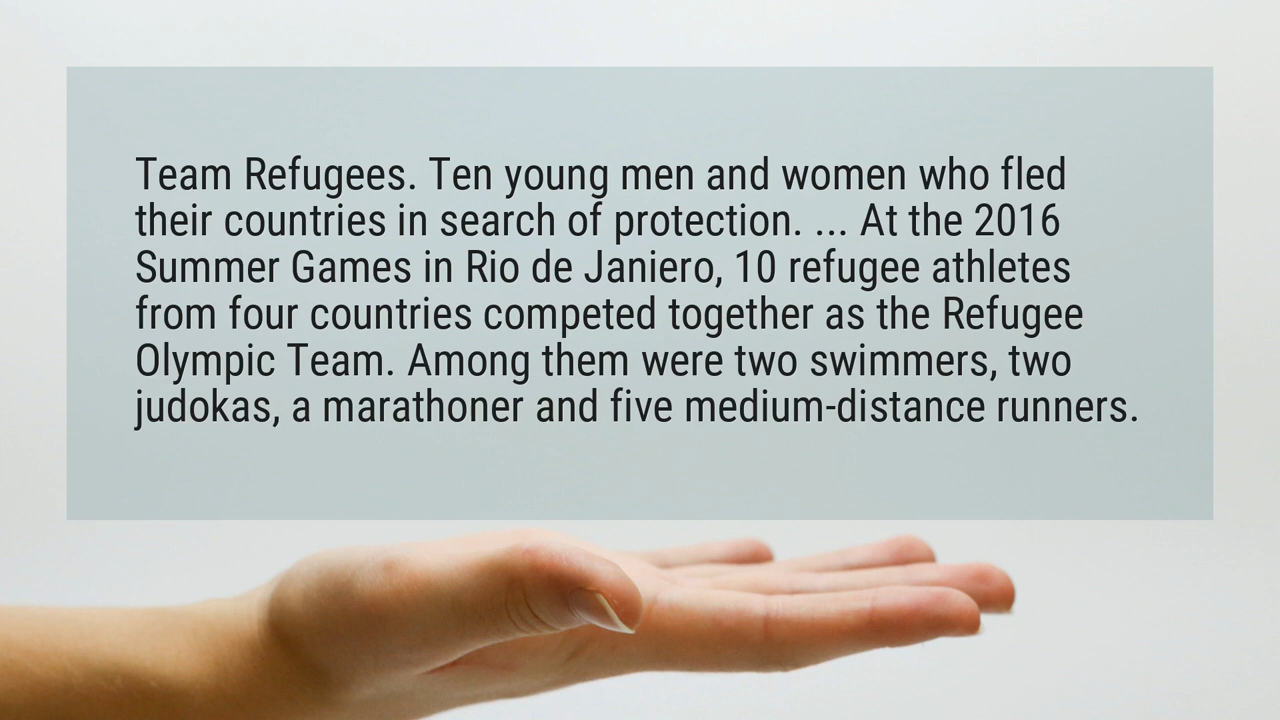 Team Refugees. Ten young men and women who fled
their countries in search of protection. ... At the 2016
Summer Games in Rio de Janiero, 10 refugee athletes
from four countries competed together as the Refugee
Olympic Team. Among them were two swimmers, two
judokas, a marathoner and five medium-distance runners.